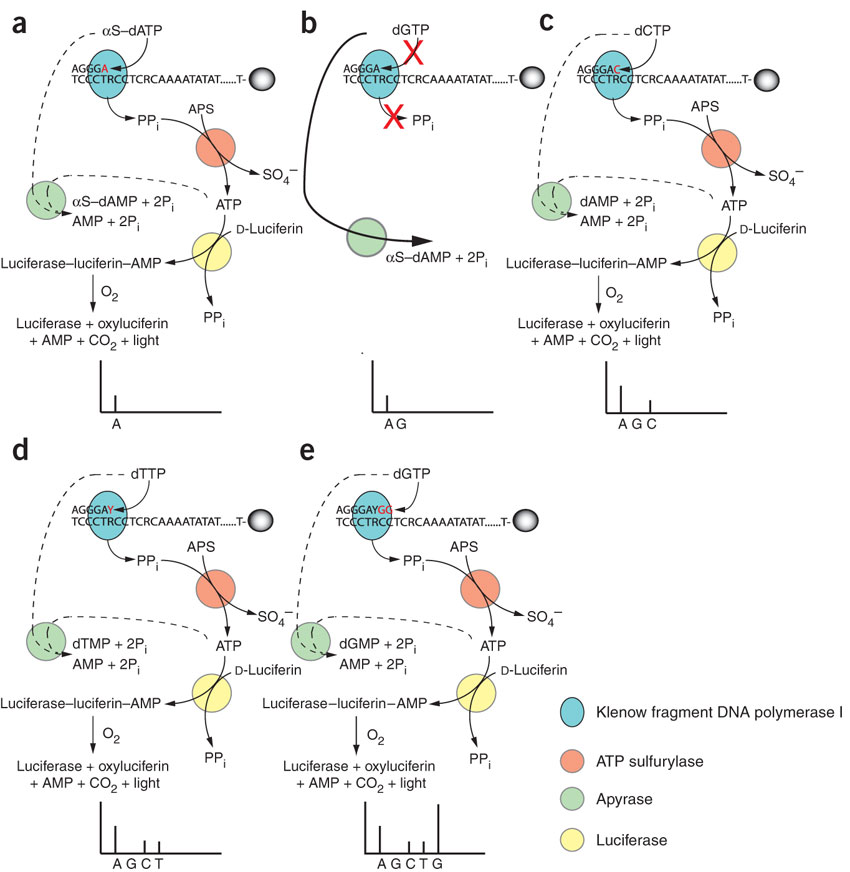 a
αS–dATP
AGGGA
TCCCTRCCTCRCAAAATATAT......T-
PPi
APS
SO4–
ATP
αS–dAMP + 2Pi
AMP + 2Pi
D-Luciferin
Luciferase–luciferin–AMP
O2
PPi
Luciferase + oxyluciferin
+ AMP + CO2 + light
A
b
dGTP
AGGGA
TCCCTRCCTCRCAAAATATAT......T-
PPi
αS–dAMP + 2Pi
A G
c
dCTP
AGGGAC
TCCCTRCCTCRCAAAATATAT......T-
PPi
APS
SO4–
ATP
dAMP + 2Pi
AMP + 2Pi
D-Luciferin
Luciferase–luciferin–AMP
O2
PPi
Luciferase + oxyluciferin
+ AMP + CO2 + light
A G C
d
dTTP
AGGGAY
TCCCTRCCTCRCAAAATATAT......T-
PPi
APS
SO4–
ATP
dTMP + 2Pi
AMP + 2Pi
D-Luciferin
Luciferase–luciferin–AMP
O2
PPi
Luciferase + oxyluciferin
+ AMP + CO2 + light
A G C T
e
dGTP
AGGGAYGG
TCCCTRCCTCRCAAAATATAT......T-
PPi
APS
SO4–
ATP
dGMP + 2Pi
AMP + 2Pi
D-Luciferin
Luciferase–luciferin–AMP
O2
PPi
Luciferase + oxyluciferin
+ AMP + CO2 + light
A G C T G
Klenow fragment DNA polymerase I
ATP sulfurylase
Apyrase
Luciferase